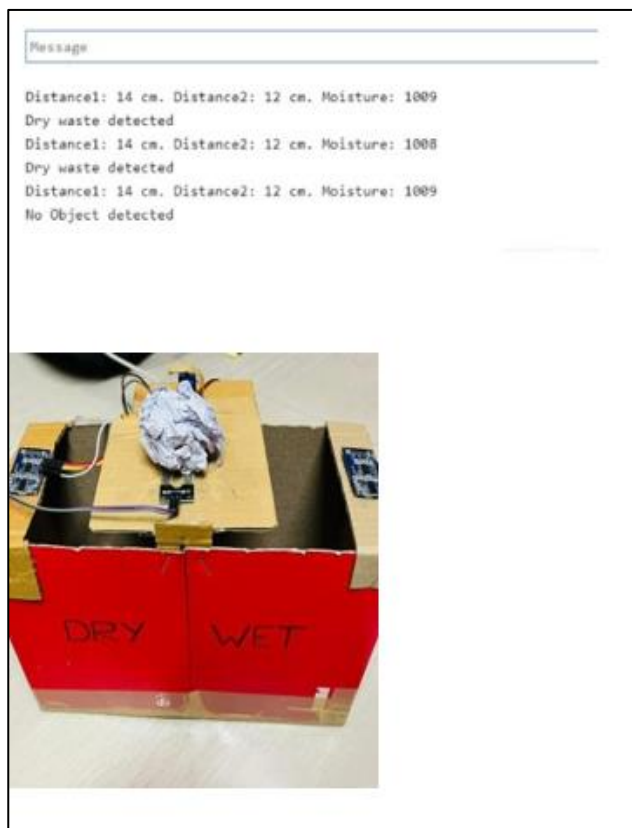 Message
Distance1: 14 cm. Distance2: 12 cm. Moisture: 1009
Dry waste detected
Distance1: 14 cm. Distance2: 12 cm. Moisture: 1008
Dry waste detected
Distance1: 14 cm. Distance2: 12 cm. Moisture: 1009
No Object detected
DRY WET